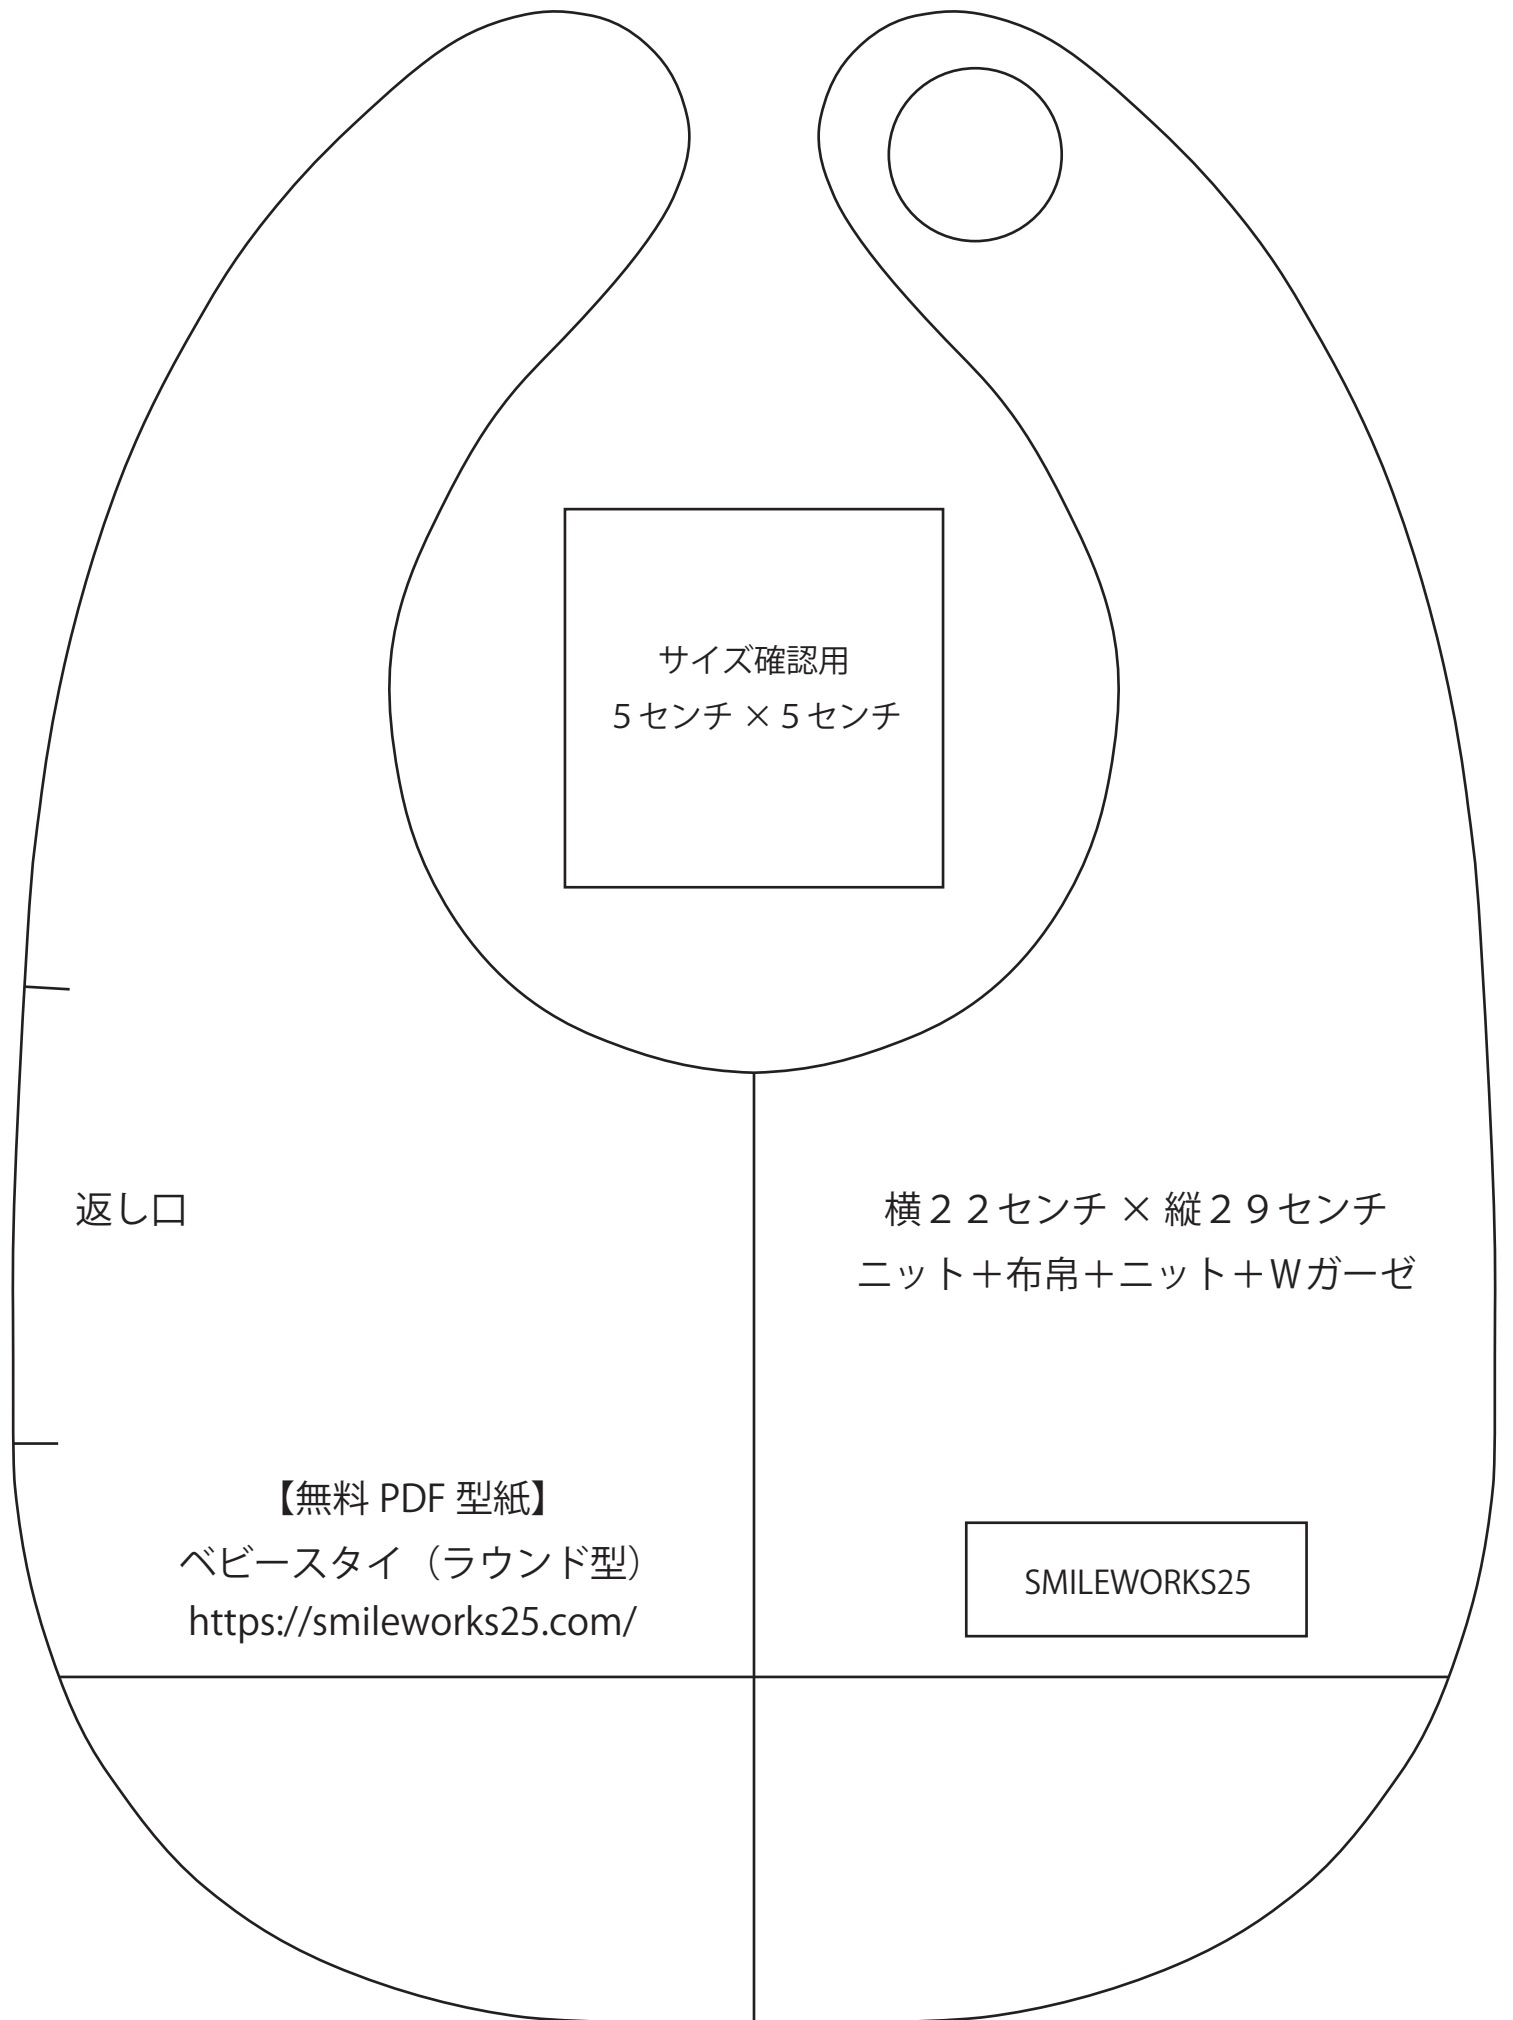 サイズ確認用
5 センチ × 5 センチ
返し口
横２２センチ × 縦２９センチ
ニット＋布帛＋ニット＋Wガーゼ
【無料 PDF 型紙】
ベビースタイ（ラウンド型）
https://smileworks25.com/
SMILEWORKS25